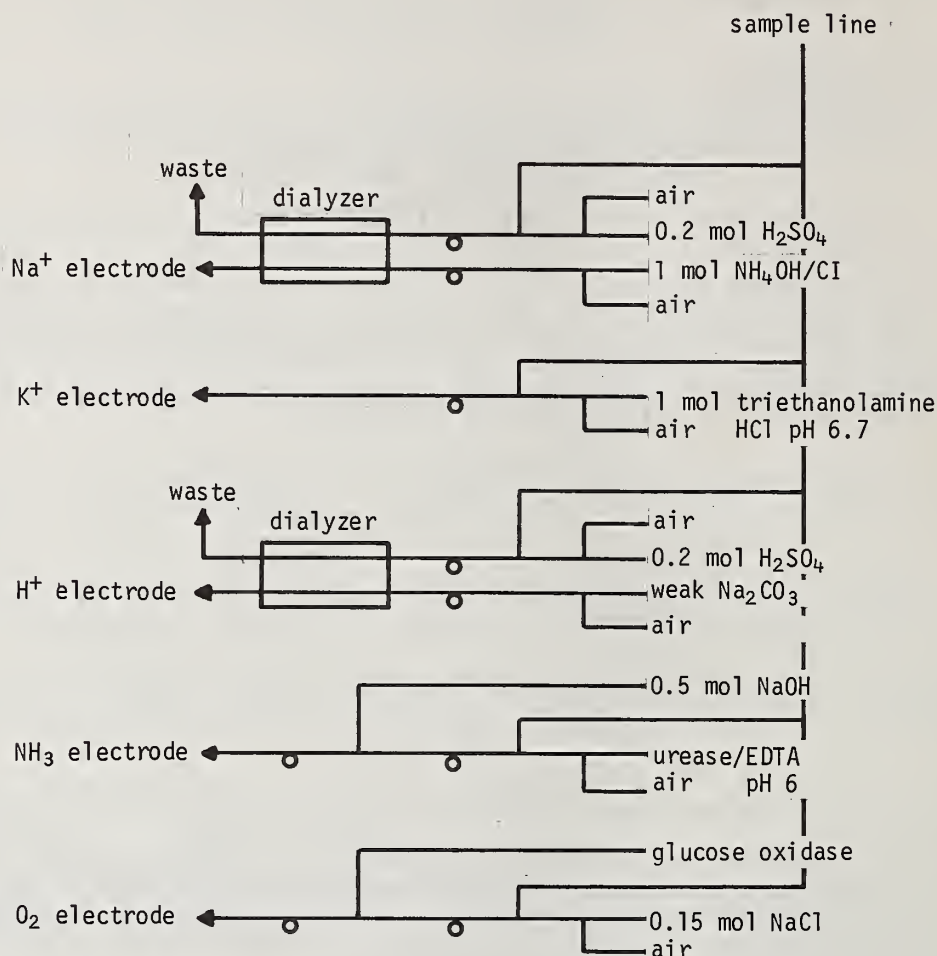 sample line
waste
dialyzer
air
0.2 mol H₂SO₄
Na⁺ electrode
1 mol NH₄OH/CI
air
K⁺ electrode
1 mol triethanolamine
air HCl pH 6.7
waste
dialyzer
air
0.2 mol H₂SO₄
H⁺ electrode
weak Na₂CO₃
air
0.5 mol NaOH
NH₃ electrode
urease/EDTA
air pH 6
glucose oxidase
O₂ electrode
0.15 mol NaCl
air